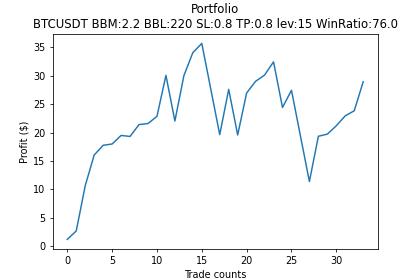 Portfolio
BTCUSDT BBM:2.2 BBL:220 SL:0.8 TP:0.8 lev:15 WinRatio:76.0
35
30
25
20
15
10
5
0
Profit ($)
0 5 10 15 20 25 30
Trade counts